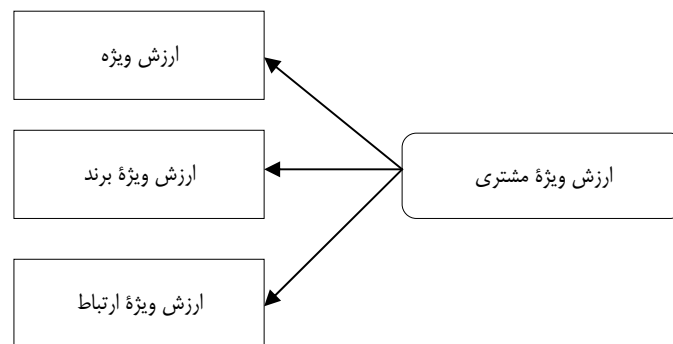 ارزش ویژه
ارزش ویژهٔ برند
ارزش ویژهٔ مشتری
ارزش ویژهٔ ارتباط